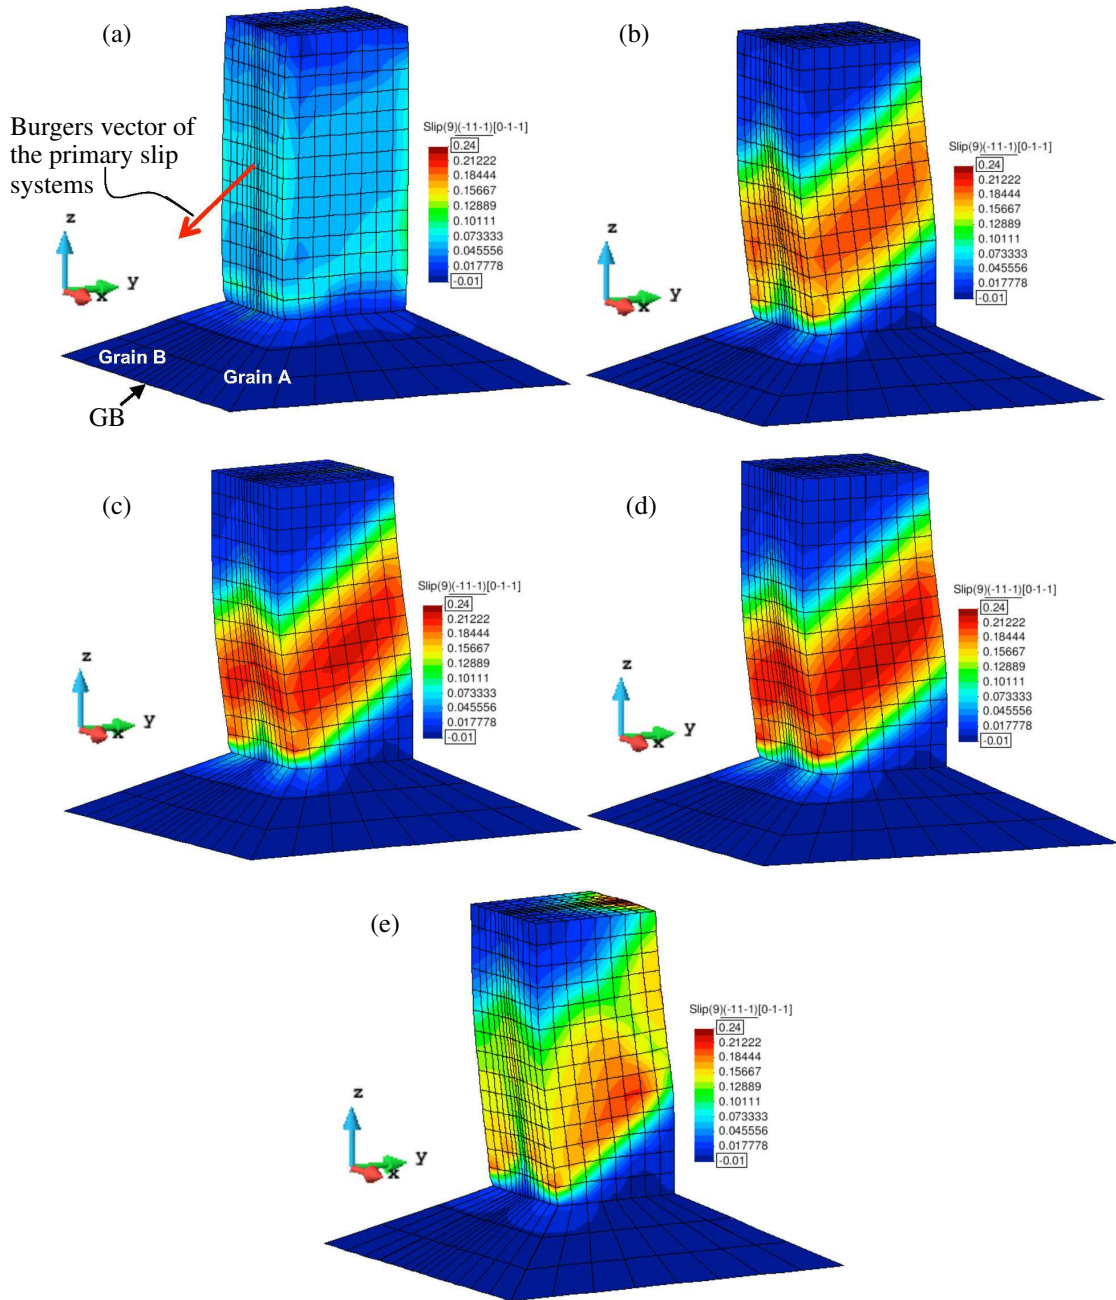 (a)
Burgers vector of
the primary slip
systems
Slip(9)(-11-1)[0-1-1]
0.24
0.21222
0.18444
0.15667
0.12889
0.10111
0.073333
0.045556
0.017778
-0.01
z
y
x
Grain B
Grain A
GB
(b)
Slip(9)(-11-1)[0-1-1]
0.24
0.21222
0.18444
0.15667
0.12889
0.10111
0.073333
0.045556
0.017778
-0.01
z
y
x
(c)
Slip(9)(-11-1)[0-1-1]
0.24
0.21222
0.18444
0.15667
0.12889
0.10111
0.073333
0.045556
0.017778
-0.01
z
y
x
(d)
Slip(9)(-11-1)[0-1-1]
0.24
0.21222
0.18444
0.15667
0.12889
0.10111
0.073333
0.045556
0.017778
-0.01
z
y
x
(e)
Slip(9)(-11-1)[0-1-1]
0.24
0.21222
0.18444
0.15667
0.12889
0.10111
0.073333
0.045556
0.017778
-0.01
z
y
x